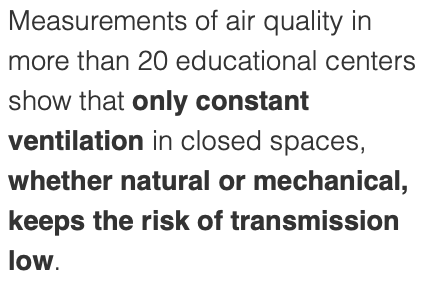 Measurements of air quality in
more than 20 educational centers
show that only constant
ventilation in closed spaces,
whether natural or mechanical,
keeps the risk of transmission
low.